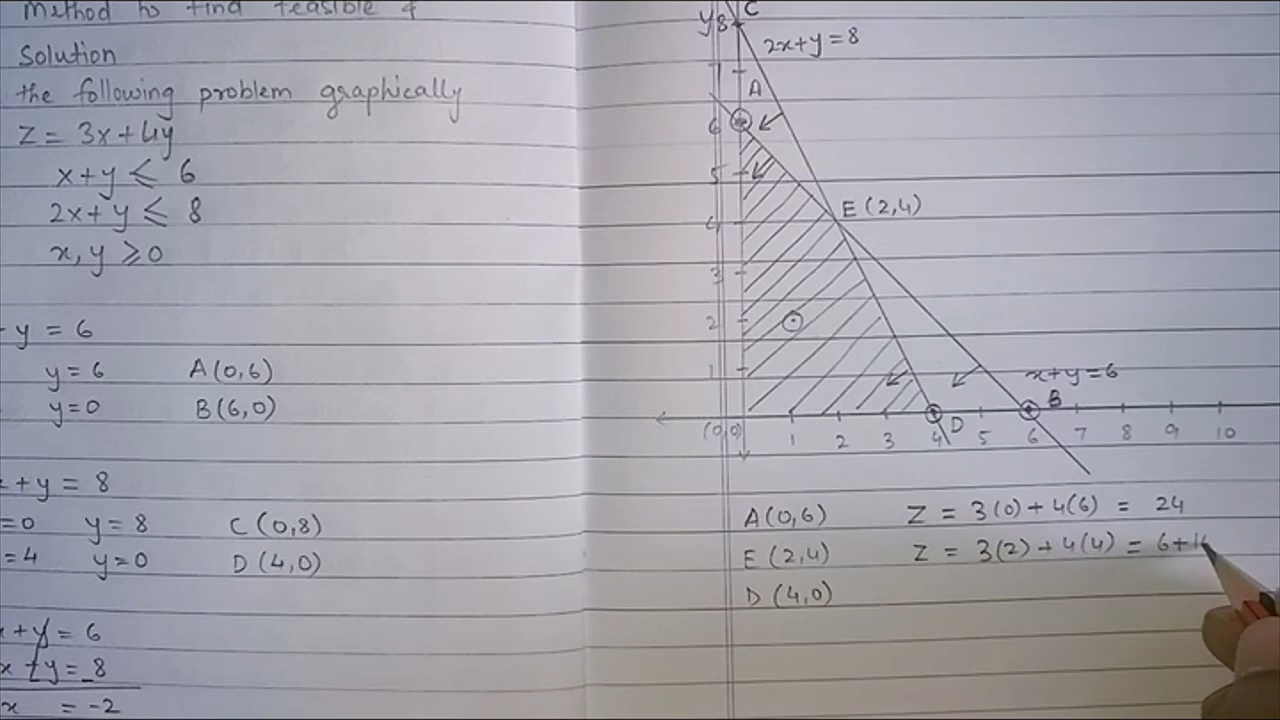 Method to find feasible &
Solution
the following problem graphically
Z = 3x + 4y
x + y ⩽ 6
2x + y ⩽ 8
x, y ⩾ 0
y = 6
y = 6 A(0,6)
y = 0 B(6,0)
x + y = 8
=0 y = 8 C(0,8)
=4 y = 0 D(4,0)
x + y = 6
x + y = 8
x = -2
y 8 C
2x + y = 8
7
A
6
5
E(2,4)
4
3
2
1
x + y = 6
B
(0,0) 1 2 3 4 D 5 6 7 8 9 10
A(0,6) Z = 3(0) + 4(6) = 24
E(2,4) Z = 3(2) + 4(4) = 6 +
D(4,0)